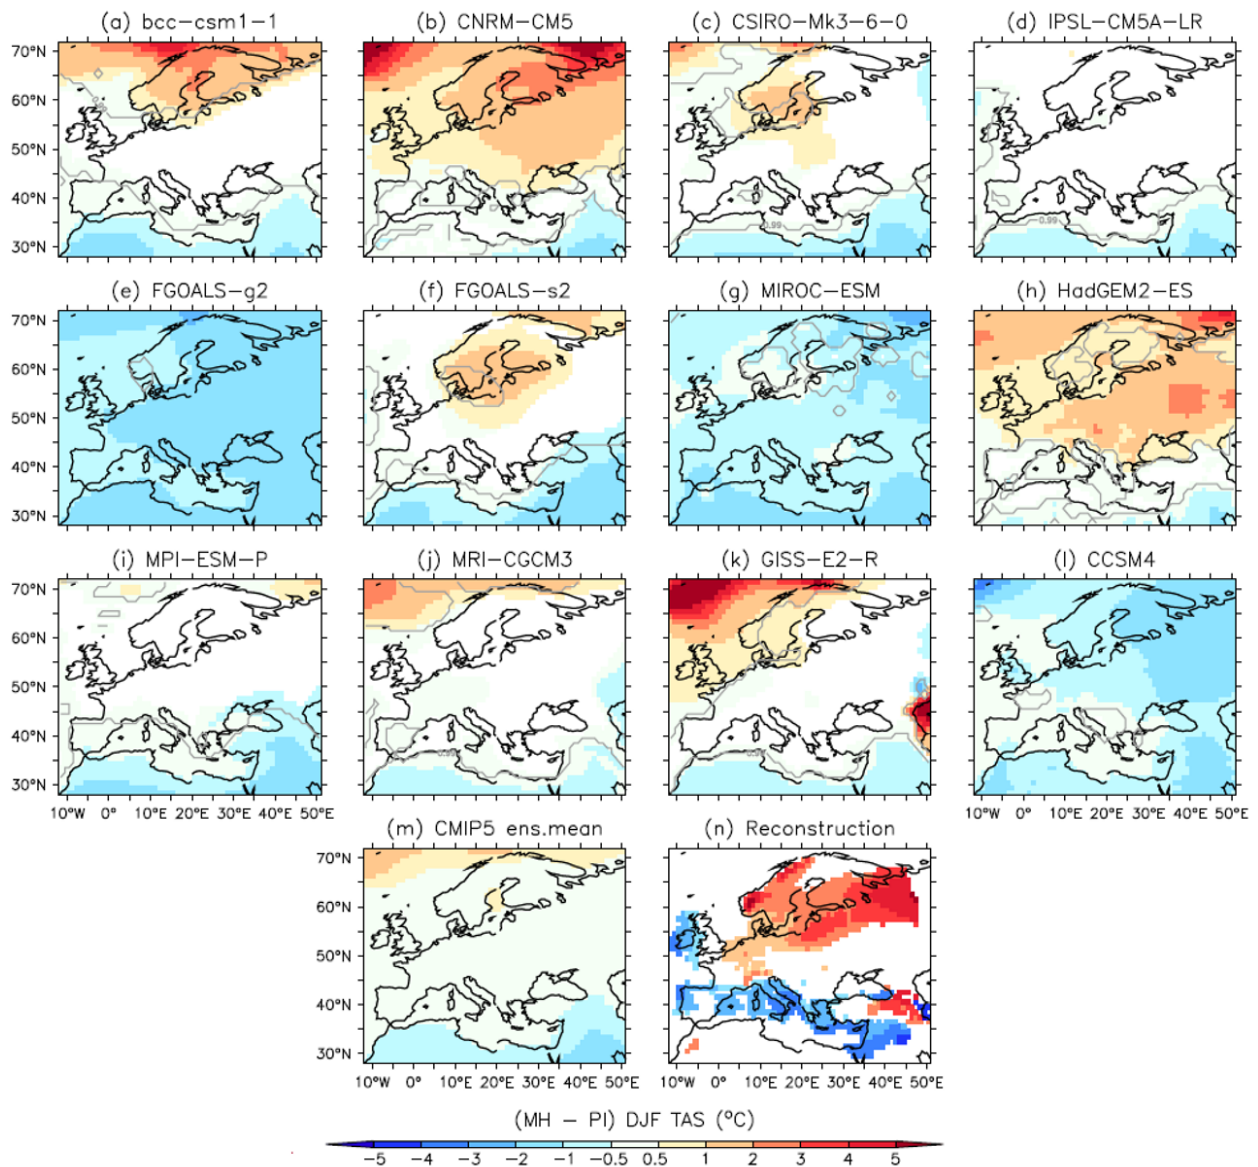 (a) bcc-csm1-1 (b) CNRM-CM5 (c) CSIRO-Mk3-6-0 (d) IPSL-CM5A-LR
70°N
60°N
50°N
40°N
30°N
0.99 0.99
(e) FGOALS-g2 (f) FGOALS-s2 (g) MIROC-ESM (h) HadGEM2-ES
70°N
60°N
50°N
40°N
30°N
(i) MPI-ESM-P (j) MRI-CGCM3 (k) GISS-E2-R (l) CCSM4
70°N
60°N
50°N
40°N
30°N
10°W 0° 10°E 20°E 30°E 40°E 50°E 10°W 0° 10°E 20°E 30°E 40°E 50°E
(m) CMIP5 ens.mean (n) Reconstruction
70°N
60°N
50°N
40°N
30°N
10°W 0° 10°E 20°E 30°E 40°E 50°E 10°W 0° 10°E 20°E 30°E 40°E 50°E
(MH - PI) DJF TAS (°C)
-5 -4 -3 -2 -1 -0.5 0.5 1 2 3 4 5